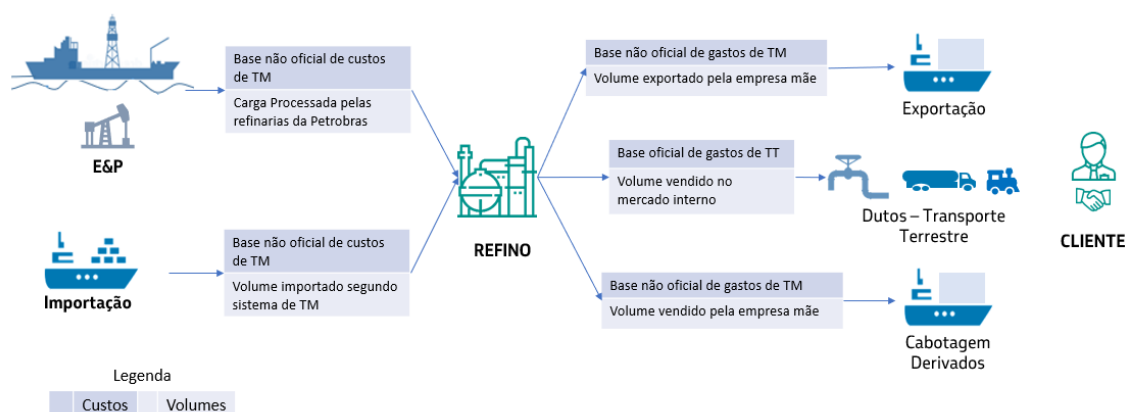 Base não oficial de custos
de TM
Carga Processada pelas
refinarias da Petrobras
E&P
Importação
Base não oficial de custos
de TM
Volume importado segundo
sistema de TM
REFINO
Base não oficial de gastos de TM
Volume exportado pela empresa mãe
Exportação
Base oficial de gastos de TT
Volume vendido no
mercado interno
Dutos – Transporte
Terrestre
Base não oficial de gastos de TM
Volume vendido pela empresa mãe
Cabotagem
Derivados
CLIENTE
Legenda
Custos
Volumes